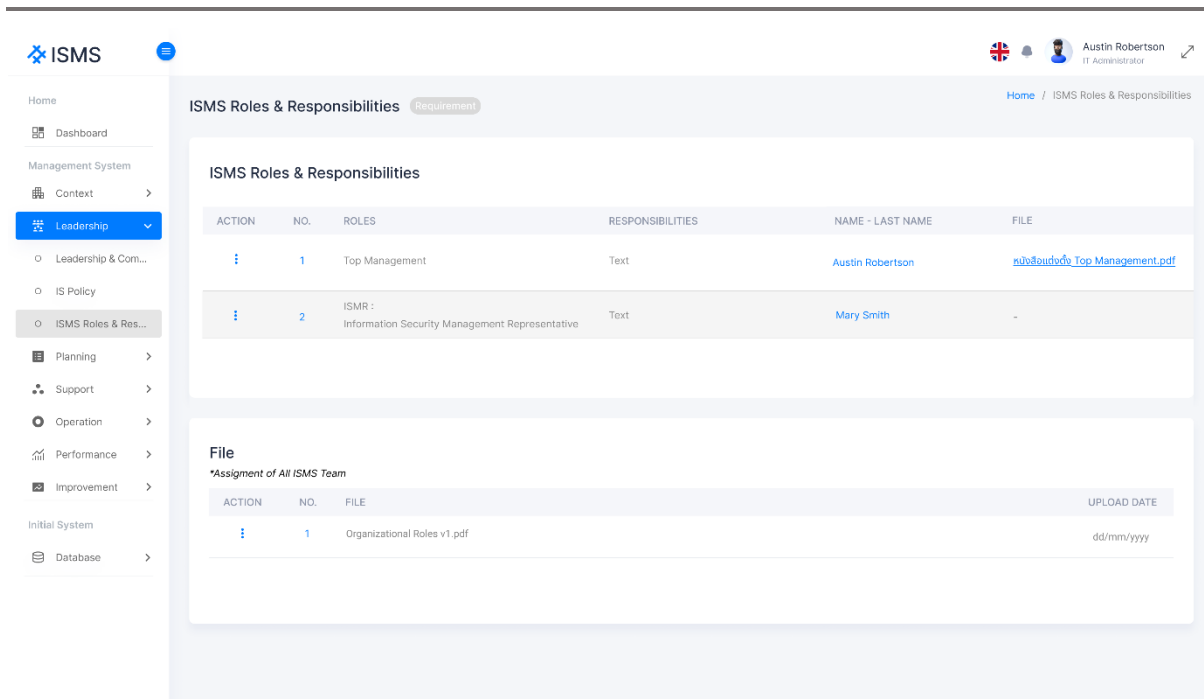 ISMS
Austin Robertson
IT Administrator
Home
Dashboard
Management System
Context
Leadership
Leadership & Com...
IS Policy
ISMS Roles & Res...
Planning
Support
Operation
Performance
Improvement
Initial System
Database
ISMS Roles & Responsibilities Requirement
Home / ISMS Roles & Responsibilities
ISMS Roles & Responsibilities
ACTION NO. ROLES RESPONSIBILITIES NAME - LAST NAME FILE
1 Top Management Text Austin Robertson หนังสือแต่งตั้ง Top Management.pdf
ISMR :
2 Information Security Management Representative Text Mary Smith -
File
*Assigment of All ISMS Team
ACTION NO. FILE UPLOAD DATE
1 Organizational Roles v1.pdf dd/mm/yyyy